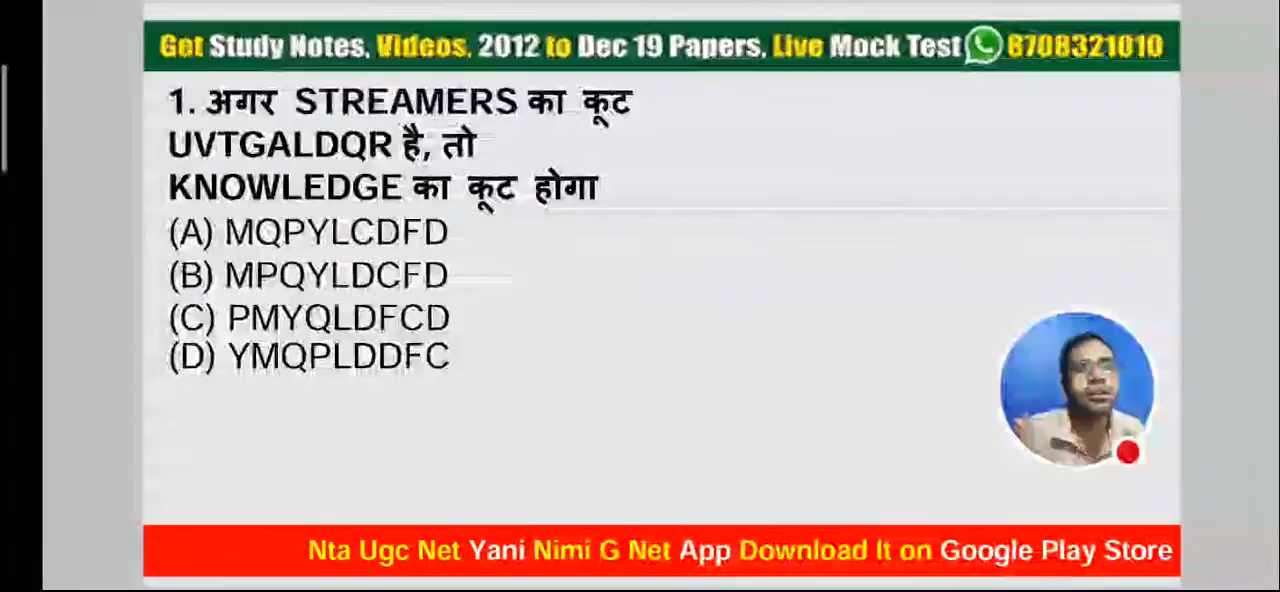 Get Study Notes, Videos, 2012 to Dec 19 Papers, Live Mock Test 8708321010
1. अगर STREAMERS का कूट
UVTGALDQR है, तो
KNOWLEDGE का कूट होगा
(A) MQPYLCDFD
(B) MPQYLDCFD
(C) PMYQLDFCD
(D) YMQPLDDFC
Nta Ugc Net Yani Nimi G Net App Download It on Google Play Store